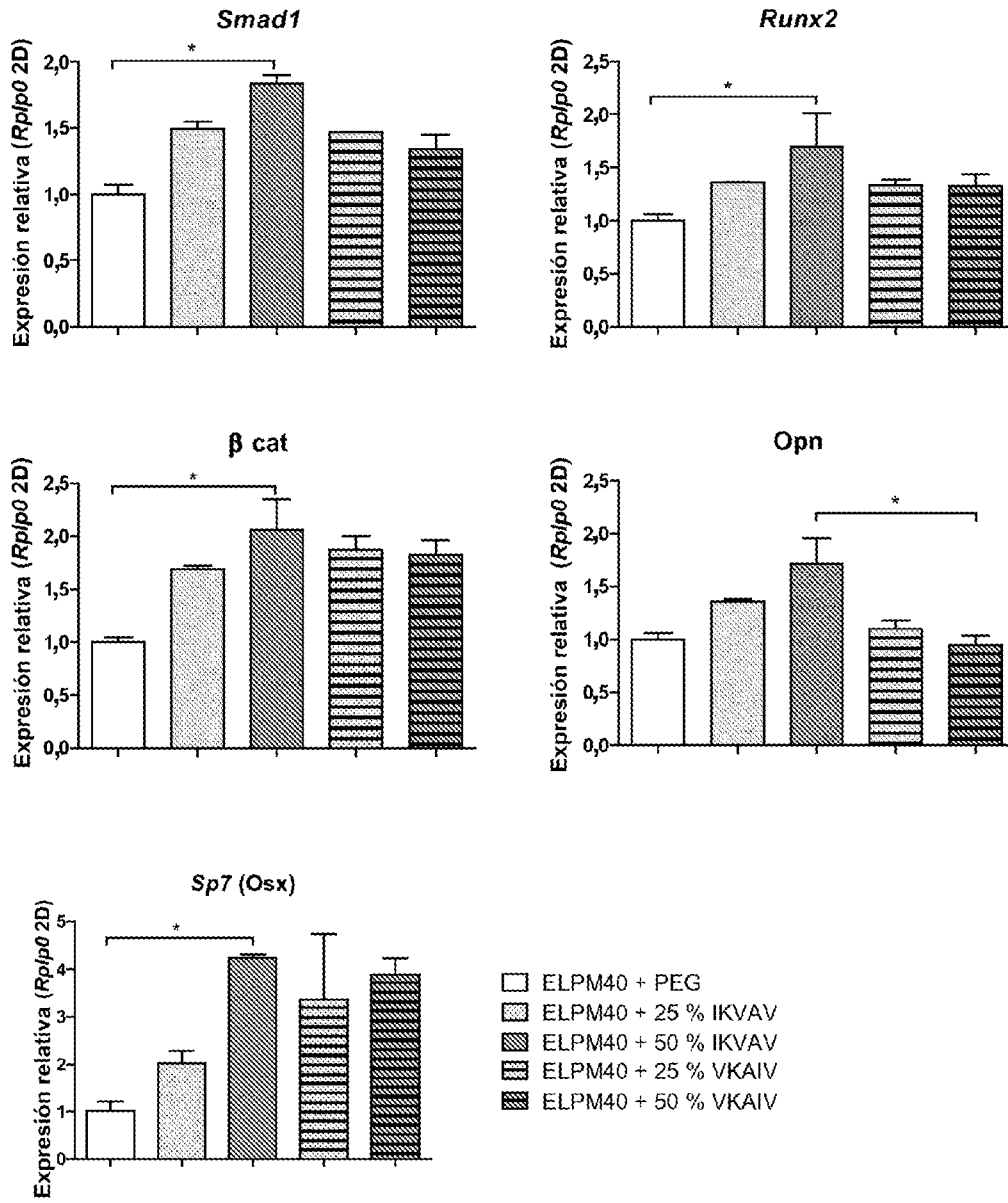 Smad1
*
2,0
1,5
1,0
0,5
0,0
Expresión relativa (Rplp0 2D)
Runx2
*
2,5
2,0
1,5
1,0
0,5
0,0
Expresión relativa (Rplp0 2D)
β cat
*
2,5
2,0
1,5
1,0
0,5
0,0
Expresión relativa (Rplp0 2D)
Opn
*
2,5
2,0
1,5
1,0
0,5
0,0
Expresión relativa (Rplp0 2D)
Sp7 (Osx)
*
5
4
3
2
1
0
Expresión relativa (Rplp0 2D)
ELPM40 + PEG
ELPM40 + 25 % IKVAV
ELPM40 + 50 % IKVAV
ELPM40 + 25 % VKAIV
ELPM40 + 50 % VKAIV